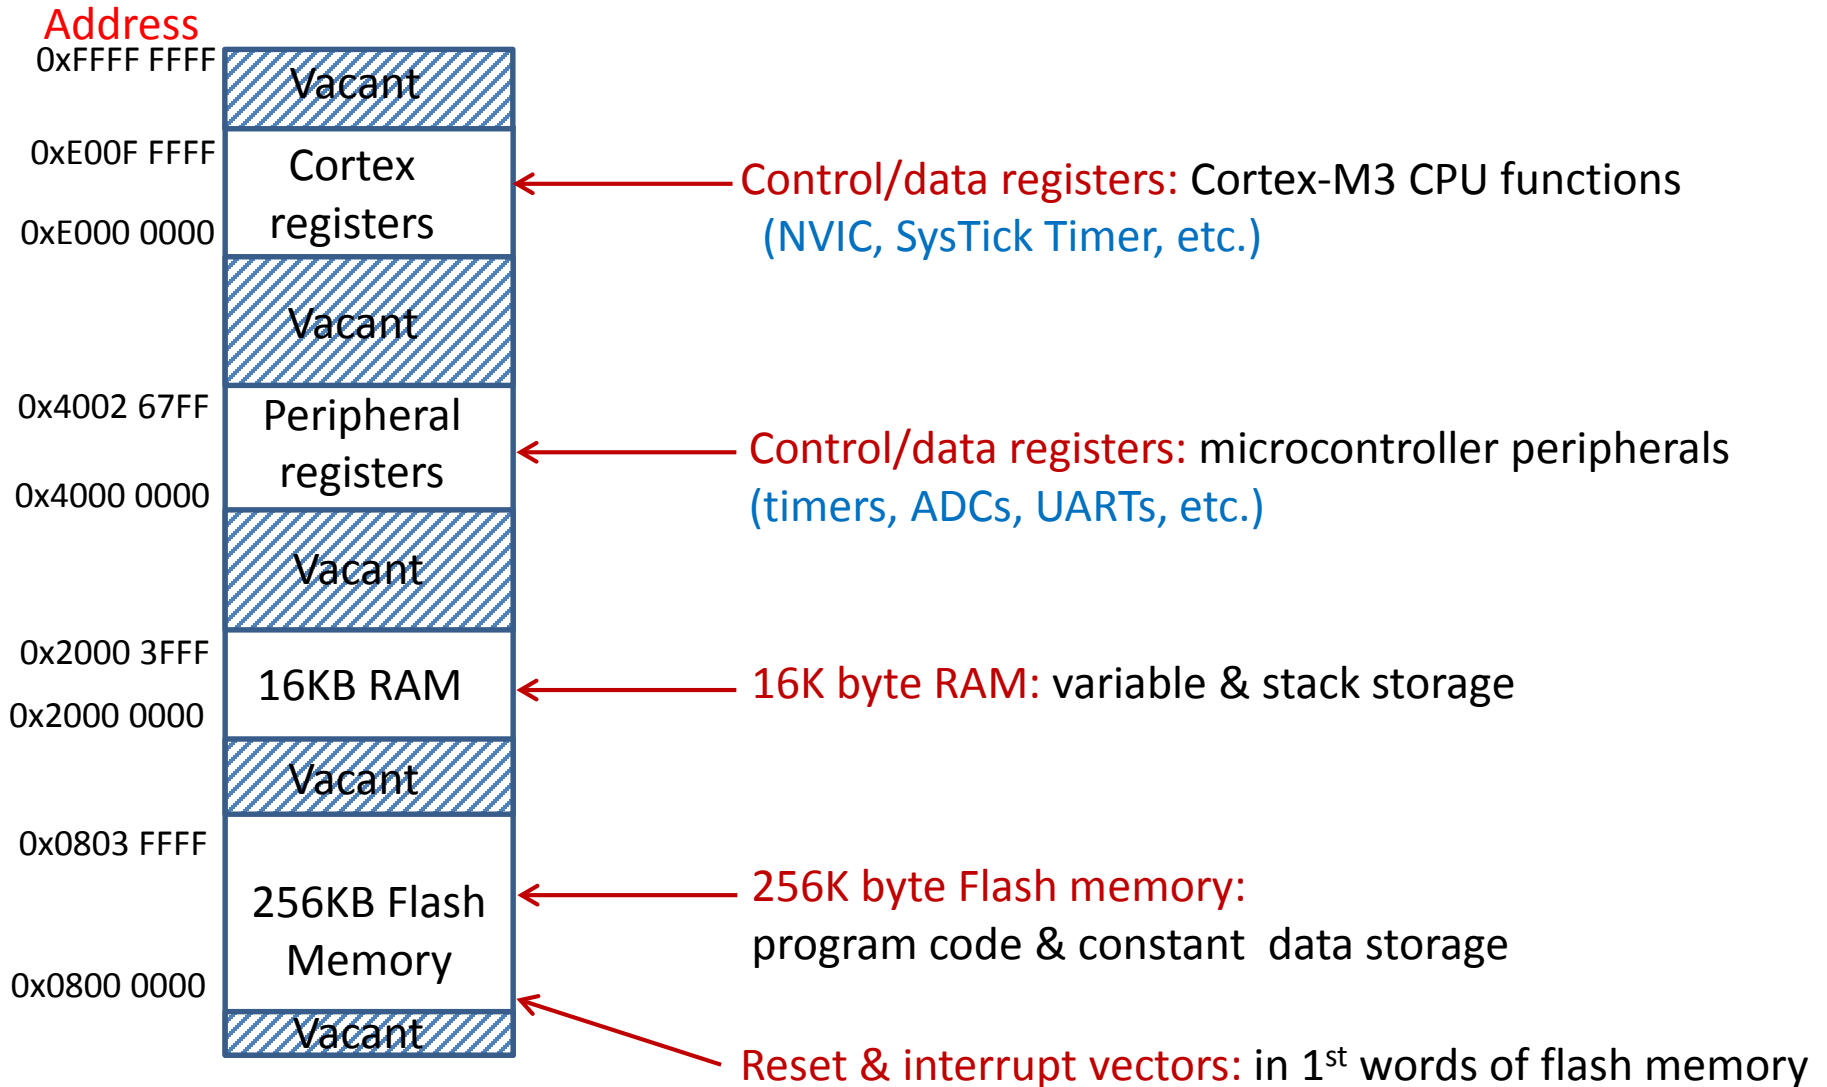 Address
0xFFFF FFFF
Vacant
0xE00F FFFF
Cortex
registers
0xE000 0000
Control/data registers: Cortex-M3 CPU functions
(NVIC, SysTick Timer, etc.)
Vacant
0x4002 67FF
Peripheral
registers
0x4000 0000
Control/data registers: microcontroller peripherals
(timers, ADCs, UARTs, etc.)
Vacant
0x2000 3FFF
16KB RAM
0x2000 0000
16K byte RAM: variable & stack storage
Vacant
0x0803 FFFF
256KB Flash
Memory
0x0800 0000
256K byte Flash memory:
program code & constant data storage
Vacant
Reset & interrupt vectors: in 1st words of flash memory